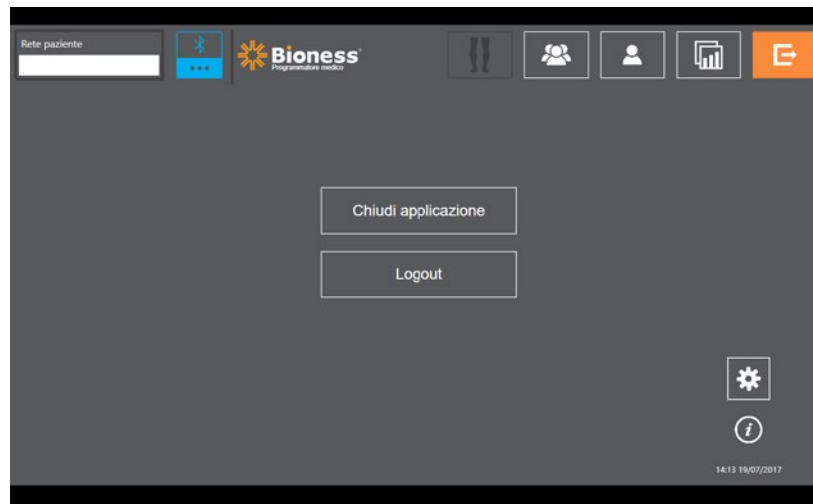 Rete paziente
Bioness
Programmatore medico
Chiudi applicazione
Logout
i
14:13 19/07/2017